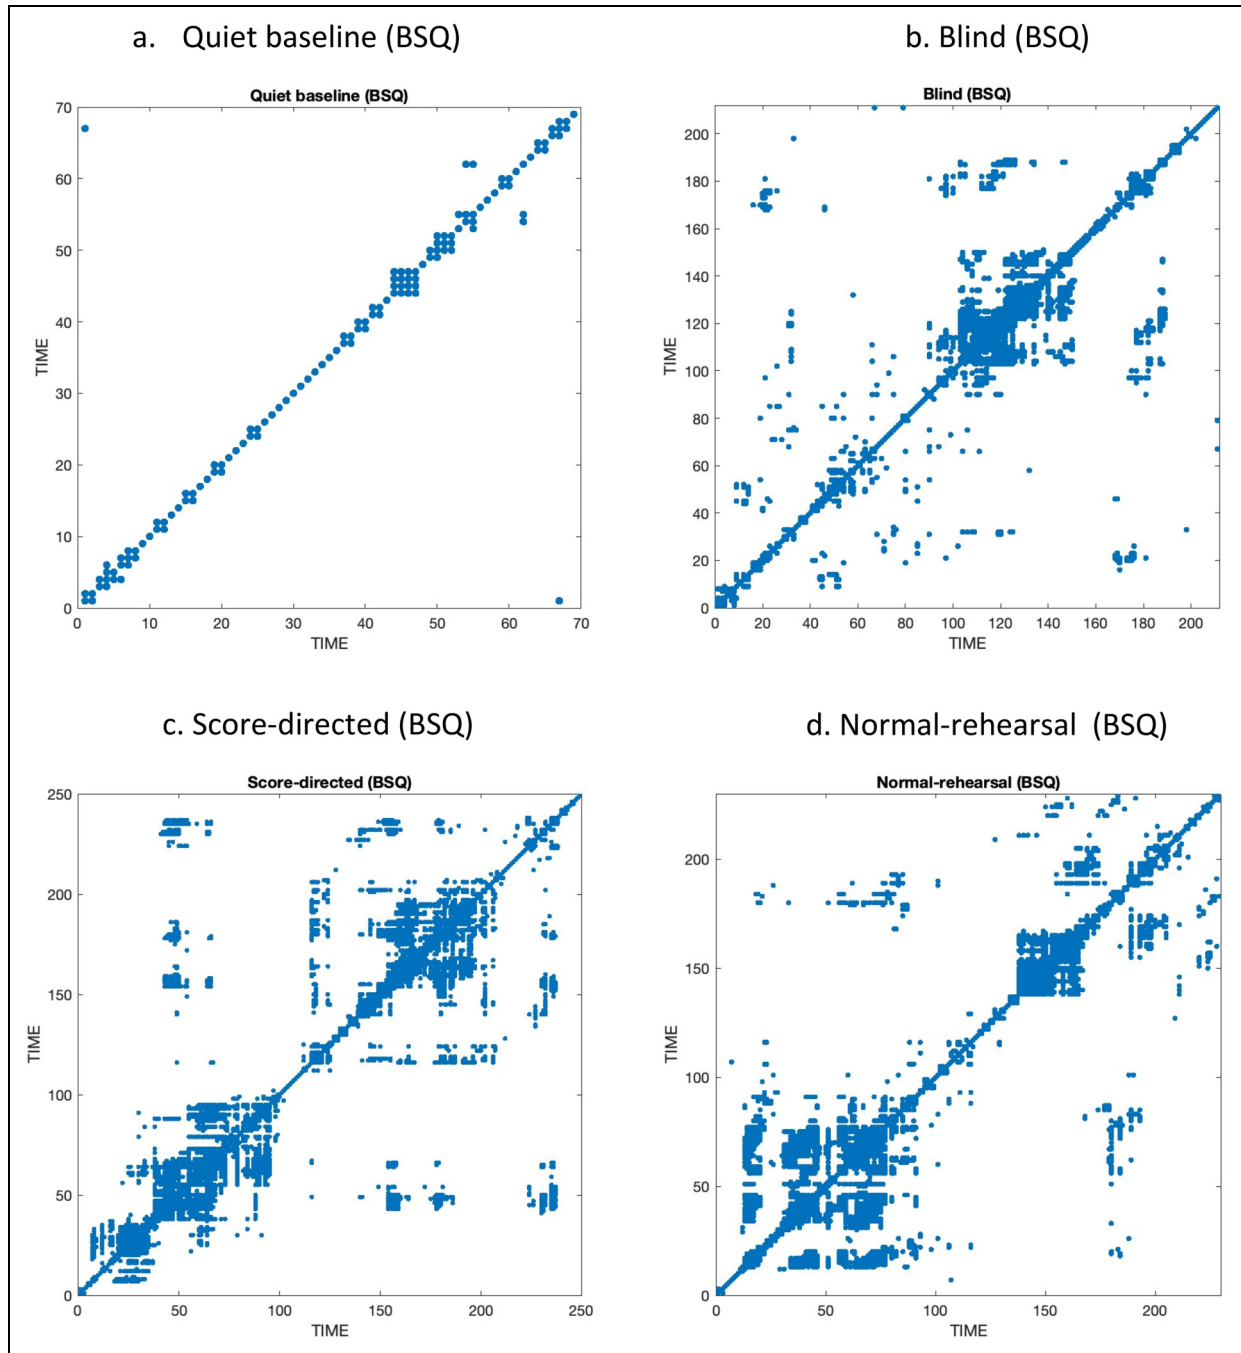 a. Quiet baseline (BSQ)
b. Blind (BSQ)
Quiet baseline (BSQ)
70
60
50
40
30
20
10
0
TIME
0 10 20 30 40 50 60 70
TIME
Blind (BSQ)
200
180
160
140
120
100
80
60
40
20
0
TIME
0 20 40 60 80 100 120 140 160 180 200
TIME
c. Score-directed (BSQ)
d. Normal-rehearsal (BSQ)
Score-directed (BSQ)
250
200
150
100
50
0
TIME
0 50 100 150 200 250
TIME
Normal-rehearsal (BSQ)
200
150
100
50
0
TIME
0 50 100 150 200
TIME